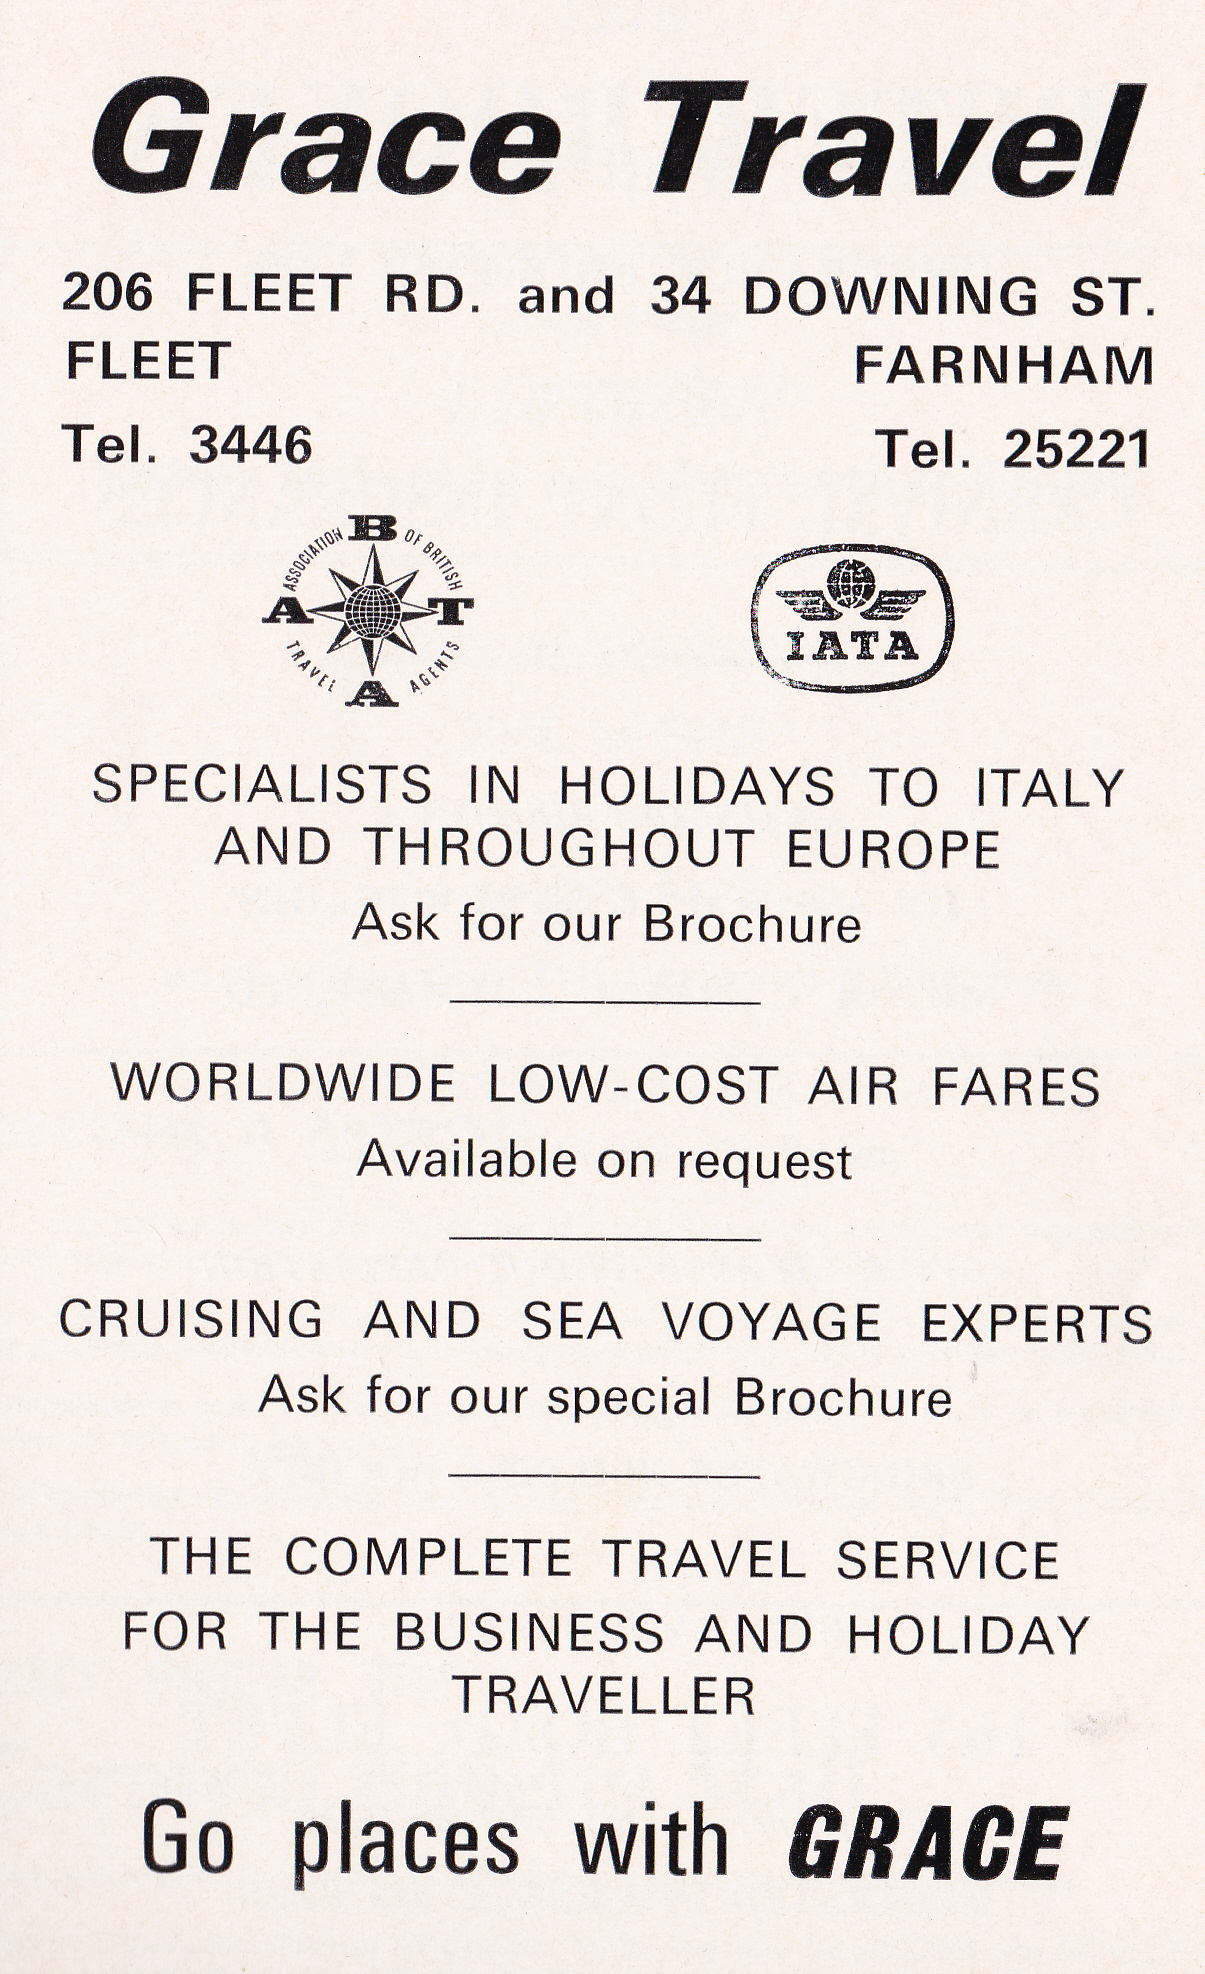 Grace Travel
206 FLEET RD. and 34 DOWNING ST.
FLEET FARNHAM
Tel. 3446 Tel. 25221
ASSOCIATION OF BRITISH TRAVEL AGENTS
A B T A
IATA
SPECIALISTS IN HOLIDAYS TO ITALY
AND THROUGHOUT EUROPE
Ask for our Brochure
WORLDWIDE LOW-COST AIR FARES
Available on request
CRUISING AND SEA VOYAGE EXPERTS
Ask for our special Brochure
THE COMPLETE TRAVEL SERVICE
FOR THE BUSINESS AND HOLIDAY
TRAVELLER
Go places with GRACE